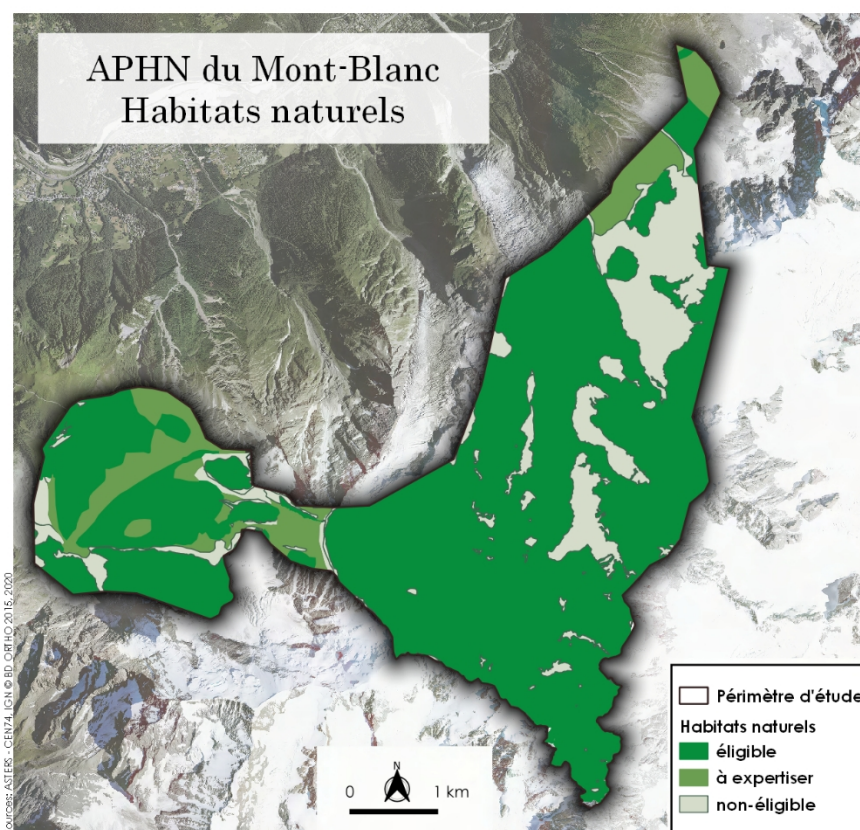 APHN du Mont-Blanc
Habitats naturels
ources: ASTERS - CEN74, IGN © BD ORTHO 2015, 2020
N
0 1 km
Périmètre d'étude
Habitats naturels
éligible
à expertiser
non-éligible